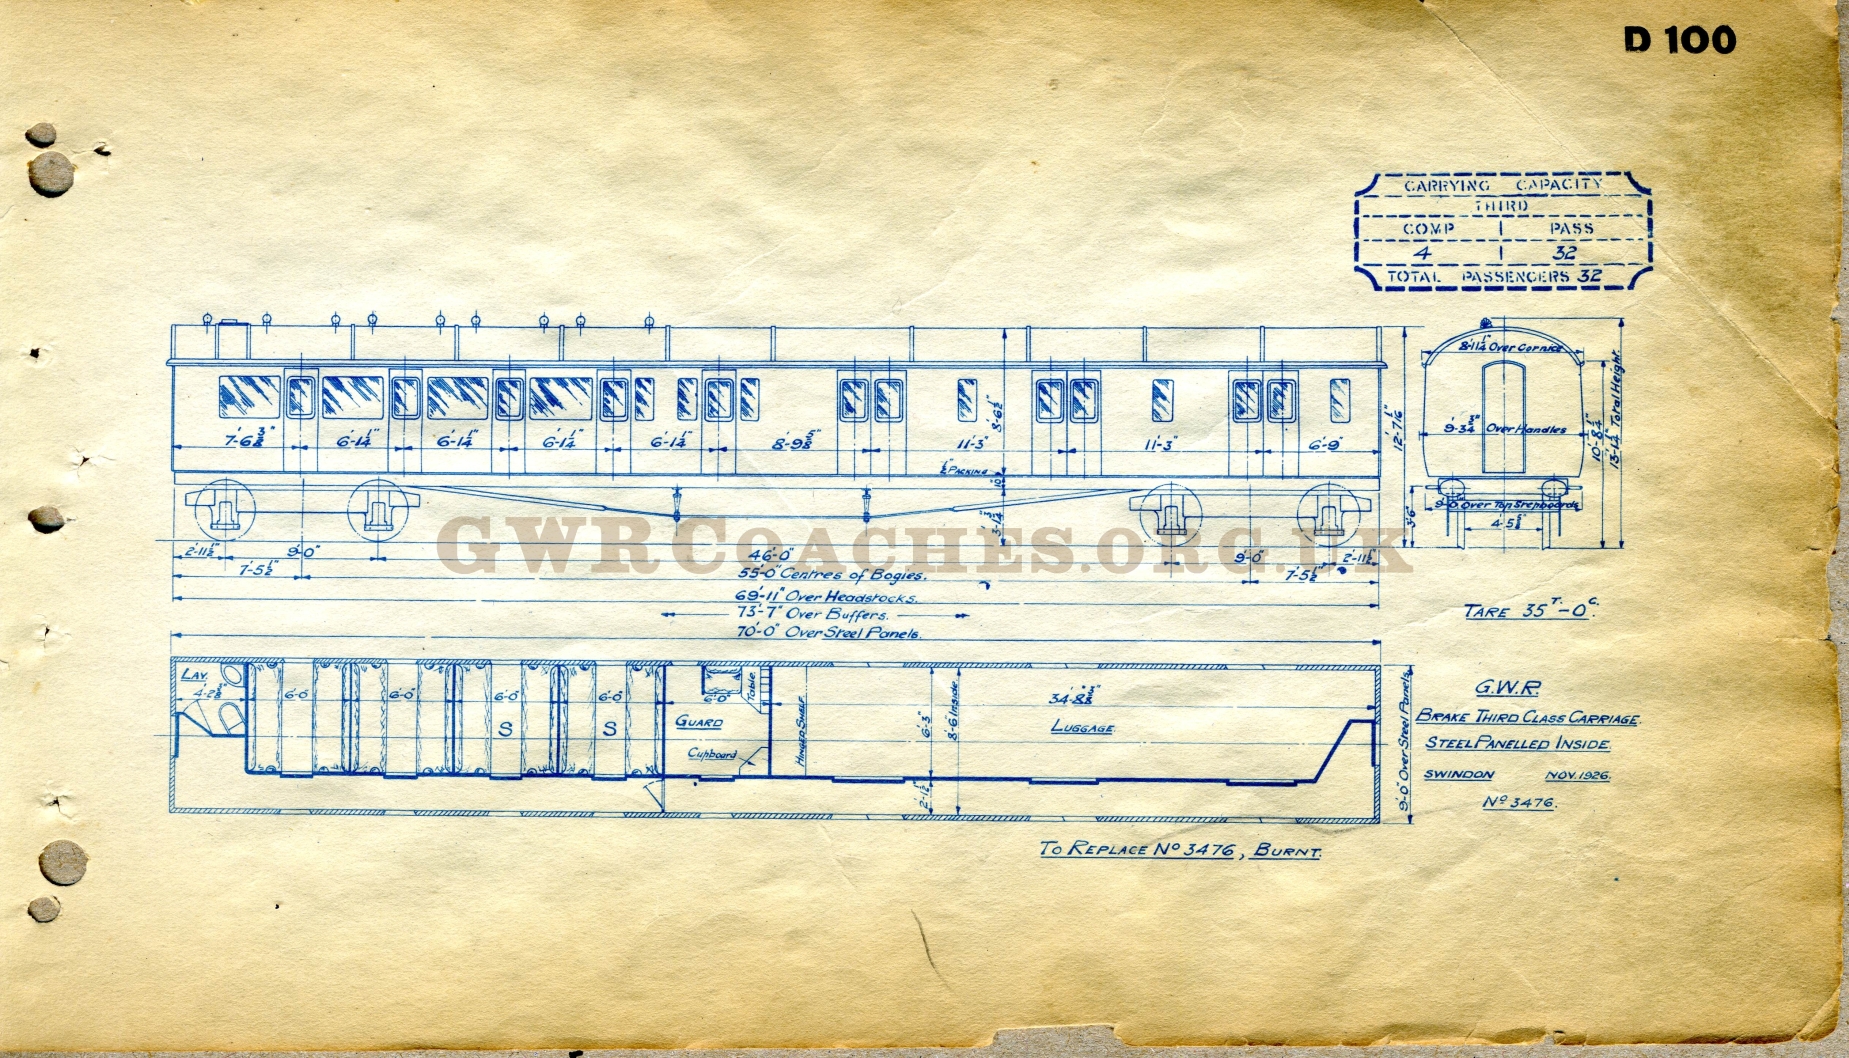 D 100
CARRYING CAPACITY
THIRD
COMP PASS
4 32
TOTAL PASSENGERS 32
7'-6⅜" 6'-1¼" 6'-1¼" 6'-1¼" 6'-1¼" 8'-9⅝" 11'-3" 11'-3" 6'-9"
8'-6½"
½" PACKING
10"
12'-7⅞"
8'-11¼" Over Cornice
9'-3¾" Over Handles
10'-8¼"
13'-1¼" Total Height
9'-0" Over Top Stepboards
4'-5⅝"
3'-6"
2'-11½" 9'-0" 46'-0" 9'-0" 2'-11½"
7'-5½" 55'-0" Centres of Bogies. 7'-5½"
69'-11" Over Headstocks.
73'-7" Over Buffers.
70'-0" Over Steel Panels.
GWRCOACHES.ORG.UK
TARE 35T.-0C.
LAV.
6'-0" 6'-0" 6'-0" 6'-0" 6'-0"
S S
GUARD
Table.
Cupboard
HINGED SHELF
6'-3"
8'-6" Inside.
2'-1½"
34'-8⅜"
LUGGAGE
9'-0" Over Steel Panels.
G.W.R.
BRAKE THIRD CLASS CARRIAGE.
STEEL PANELLED INSIDE.
SWINDON NOV. 1926.
No 3476.
TO REPLACE No 3476, BURNT.